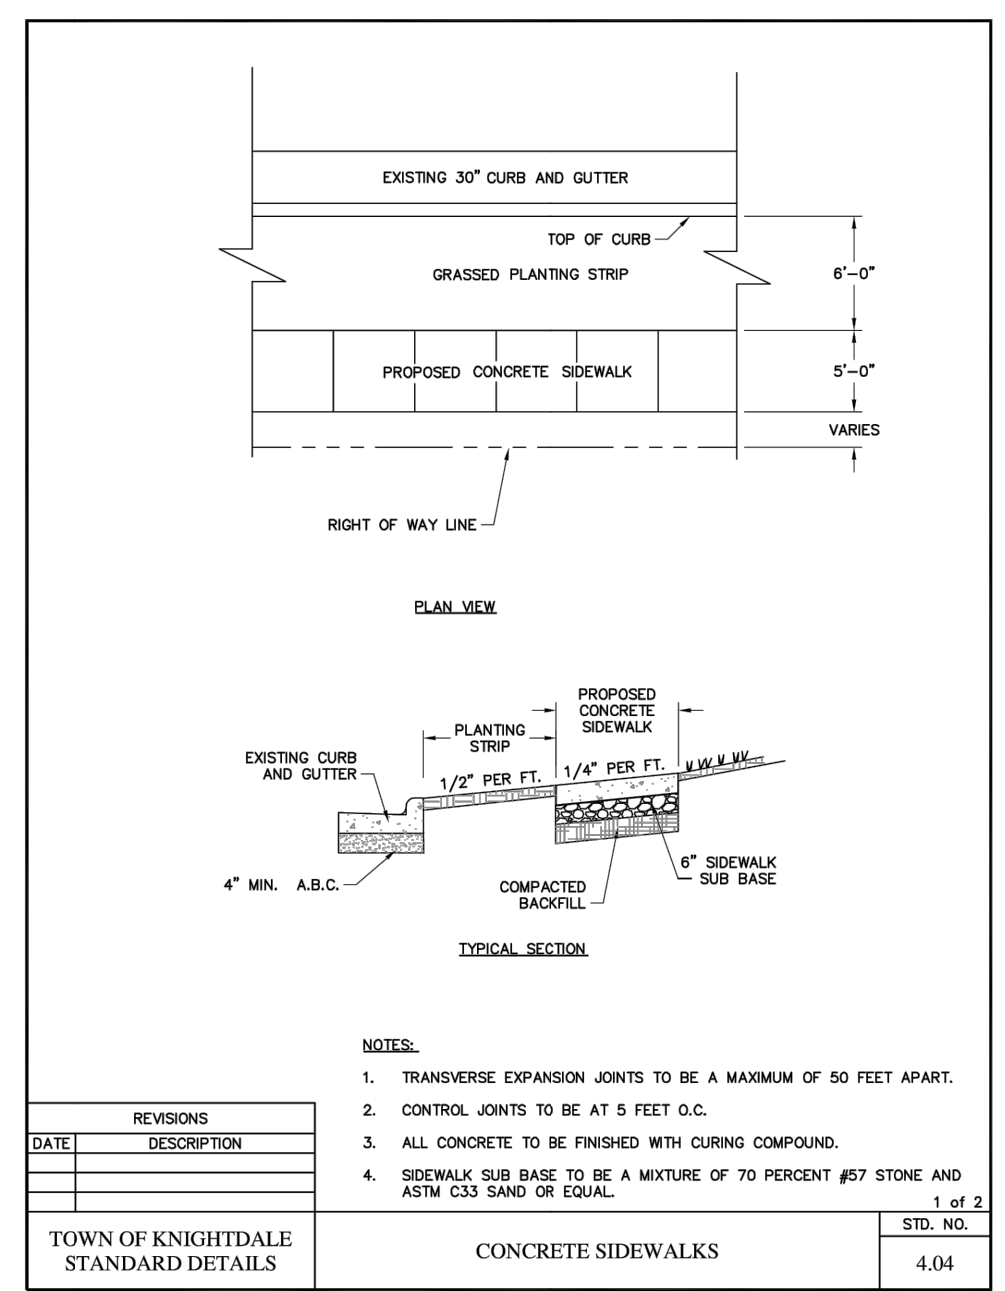 EXISTING 30" CURB AND GUTTER
TOP OF CURB
GRASSED PLANTING STRIP
6'-0"
PROPOSED CONCRETE SIDEWALK
5'-0"
VARIES
RIGHT OF WAY LINE
PLAN VIEW
PROPOSED
CONCRETE
SIDEWALK
PLANTING
STRIP
EXISTING CURB
AND GUTTER
1/2" PER FT.
1/4" PER FT.
6" SIDEWALK
SUB BASE
4" MIN. A.B.C.
COMPACTED
BACKFILL
TYPICAL SECTION
NOTES:
1. TRANSVERSE EXPANSION JOINTS TO BE A MAXIMUM OF 50 FEET APART.
2. CONTROL JOINTS TO BE AT 5 FEET O.C.
3. ALL CONCRETE TO BE FINISHED WITH CURING COMPOUND.
4. SIDEWALK SUB BASE TO BE A MIXTURE OF 70 PERCENT #57 STONE AND
ASTM C33 SAND OR EQUAL.
1 of 2
REVISIONS
DATE DESCRIPTION
TOWN OF KNIGHTDALE
STANDARD DETAILS
CONCRETE SIDEWALKS
STD. NO.
4.04